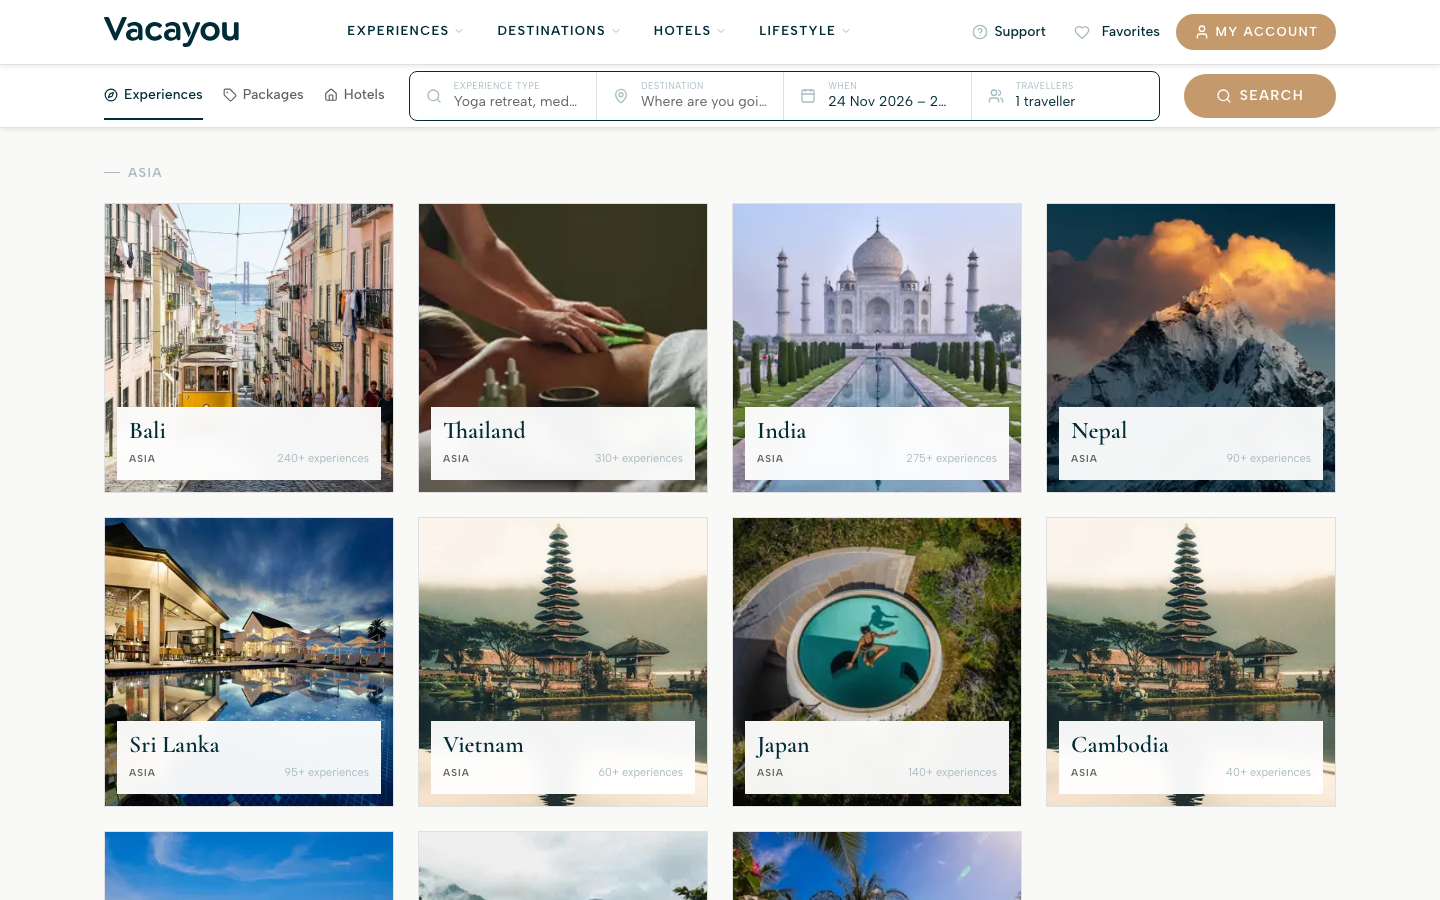 Vacayou
EXPERIENCES
DESTINATIONS
HOTELS
LIFESTYLE
Support
Favorites
MY ACCOUNT
Experiences
Packages
Hotels
EXPERIENCE TYPE
Yoga retreat, med...
DESTINATION
Where are you goi...
WHEN
24 Nov 2026 – 2...
TRAVELLERS
1 traveller
SEARCH
ASIA
Bali
ASIA
240+ experiences
Thailand
ASIA
310+ experiences
India
ASIA
275+ experiences
Nepal
ASIA
90+ experiences
Sri Lanka
ASIA
95+ experiences
Vietnam
ASIA
60+ experiences
Japan
ASIA
140+ experiences
Cambodia
ASIA
40+ experiences